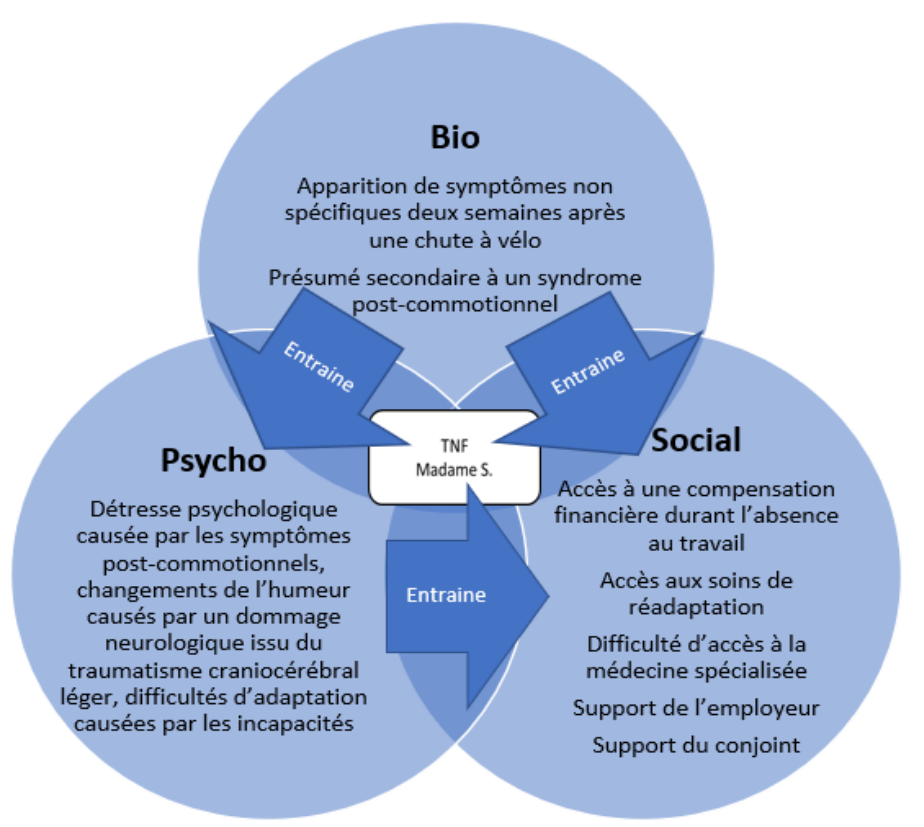 Bio
Apparition de symptômes non
spécifiques deux semaines après
une chute à vélo
Présumé secondaire à un syndrome
post-commotionnel
Entraine
Entraine
TNF
Madame S.
Psycho
Détresse psychologique
causée par les symptômes
post-commotionnels,
changements de l’humeur
causés par un dommage
neurologique issu du
traumatisme craniocérébral
léger, difficultés d’adaptation
causées par les incapacités
Entraine
Social
Accès à une compensation
financière durant l’absence
au travail
Accès aux soins de
réadaptation
Difficulté d’accès à la
médecine spécialisée
Support de l’employeur
Support du conjoint